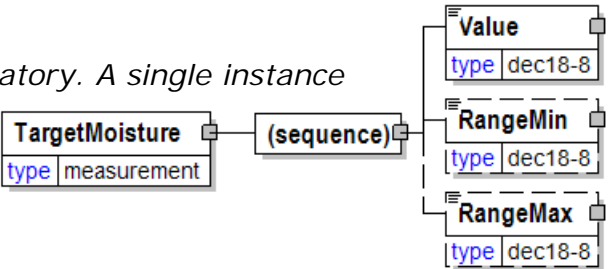 Value
type dec18-8
atory. A single instance
RangeMin
TargetMoisture
(sequence)
type dec18-8
type measurement
RangeMax
type dec18-8